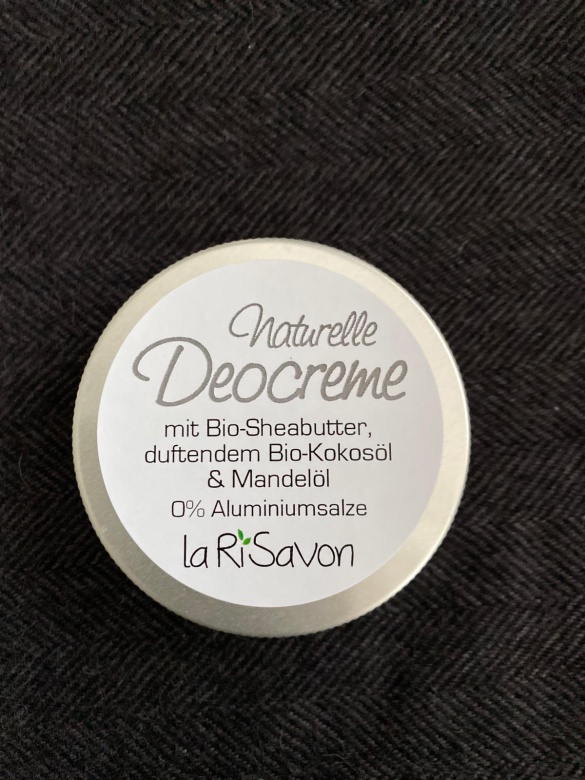 Naturelle
Deocreme
mit Bio-Sheabutter,
duftendem Bio-Kokosöl
& Mandelöl
0% Aluminiumsalze
la RiSavon